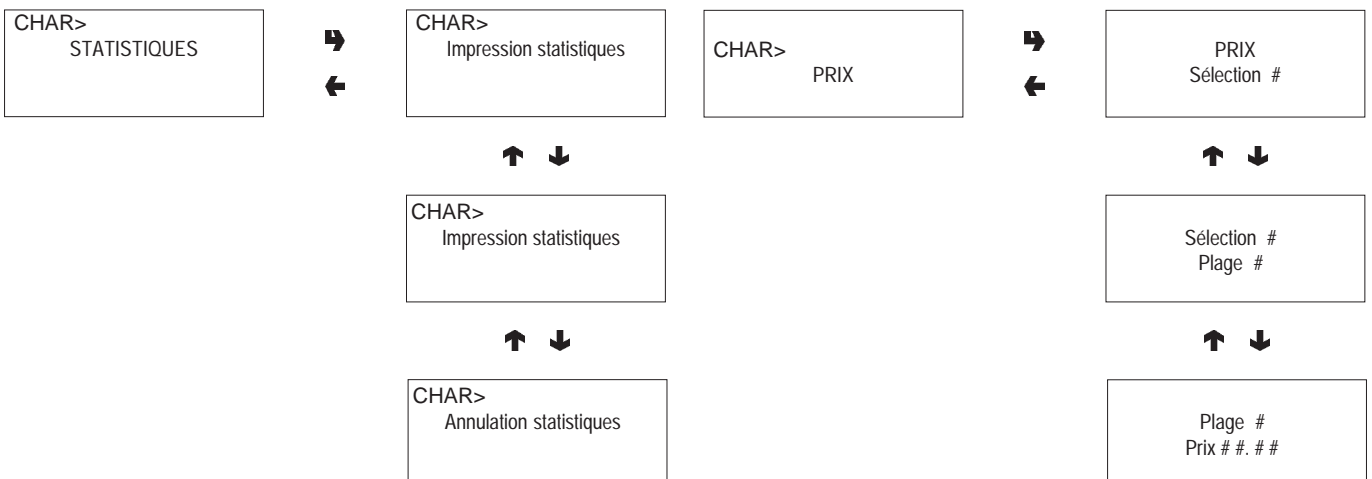 CHAR>
STATISTIQUES
CHAR>
Impression statistiques
CHAR>
Impression statistiques
CHAR>
Annulation statistiques
CHAR>
PRIX
PRIX
Sélection #
Sélection #
Plage #
Plage #
Prix # #. # #